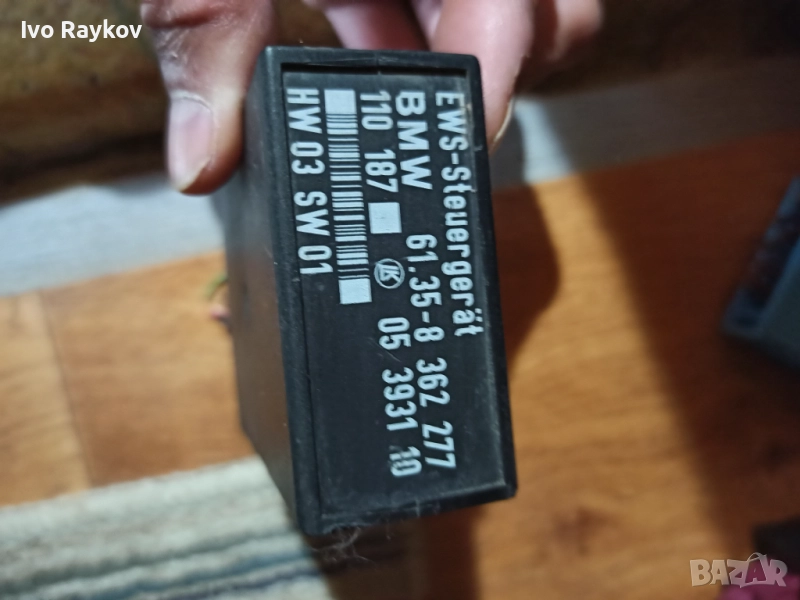 Ivo Raykov
EWS-Steuergerät
BMW 61.35-8 362 277
110 187 05 3931 10
HW 03 SW 01
BAZAR